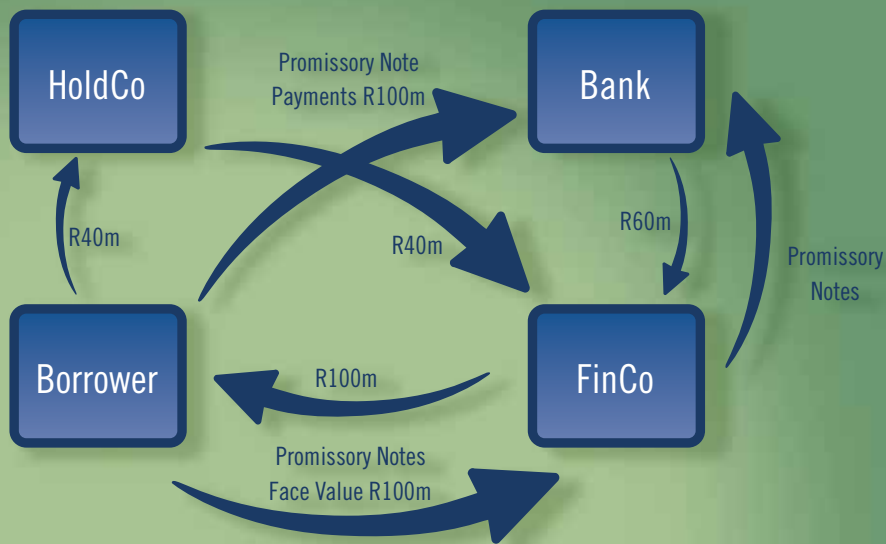 HoldCo
Promissory Note
Payments R100m
Bank
R40m
R40m
R60m
Promissory
Notes
Borrower
R100m
FinCo
Promissory Notes
Face Value R100m